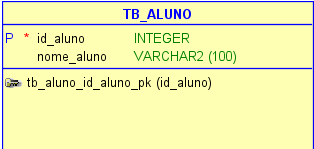 TB_ALUNO
P * id_aluno INTEGER
nome_aluno VARCHAR2 (100)
tb_aluno_id_aluno_pk (id_aluno)